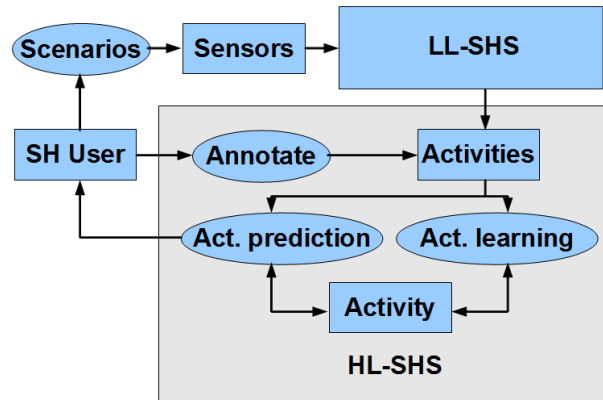 Scenarios
Sensors
LL-SHS
SH User
Annotate
Activities
Act. prediction
Act. learning
Activity
HL-SHS